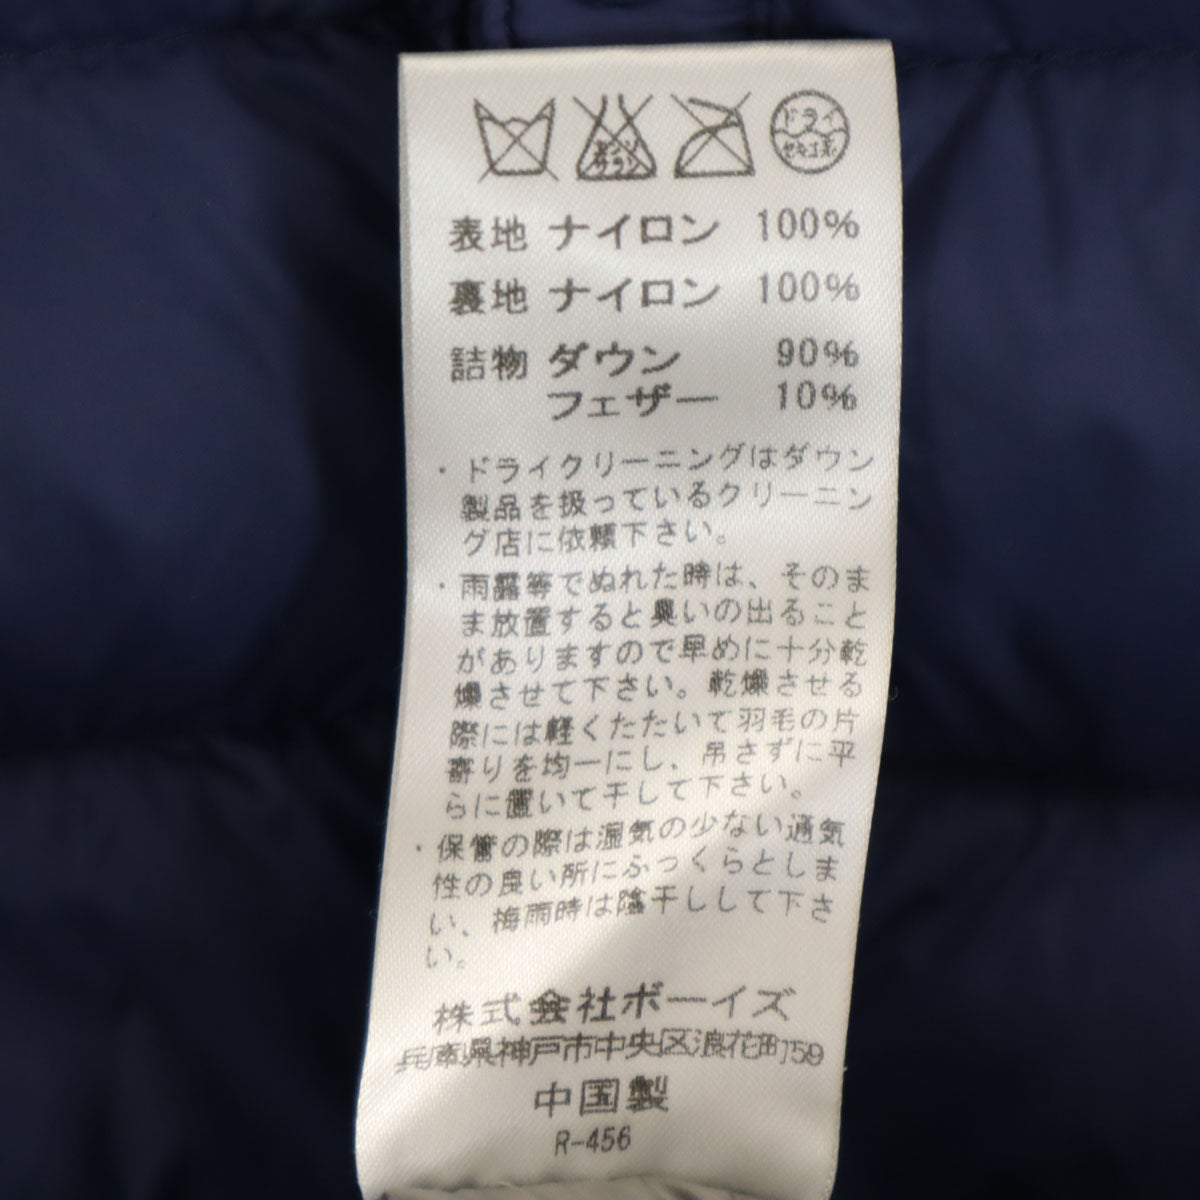 エンソ
サラシ
ドライ
セキユ系
表地 ナイロン 100%
裏地 ナイロン 100%
詰物 ダウン 90%
フェザー 10%
・ドライクリーニングはダウン
製品を扱っているクリーニン
グ店に依頼下さい。
・雨露等でぬれた時は、そのま
ま放置すると臭いの出ること
がありますので早めに十分乾
燥させて下さい。乾燥させる
際には軽くたたいて羽毛の片
寄りを均一にし、吊さずに平
らに置いて干して下さい。
・保管の際は湿気の少ない通気
性の良い所にふっくらとしま
い、梅雨時は陰干しして下さ
い。
株式会社ボーイズ
兵庫県神戸市中央区浪花町59
中国製
R-456